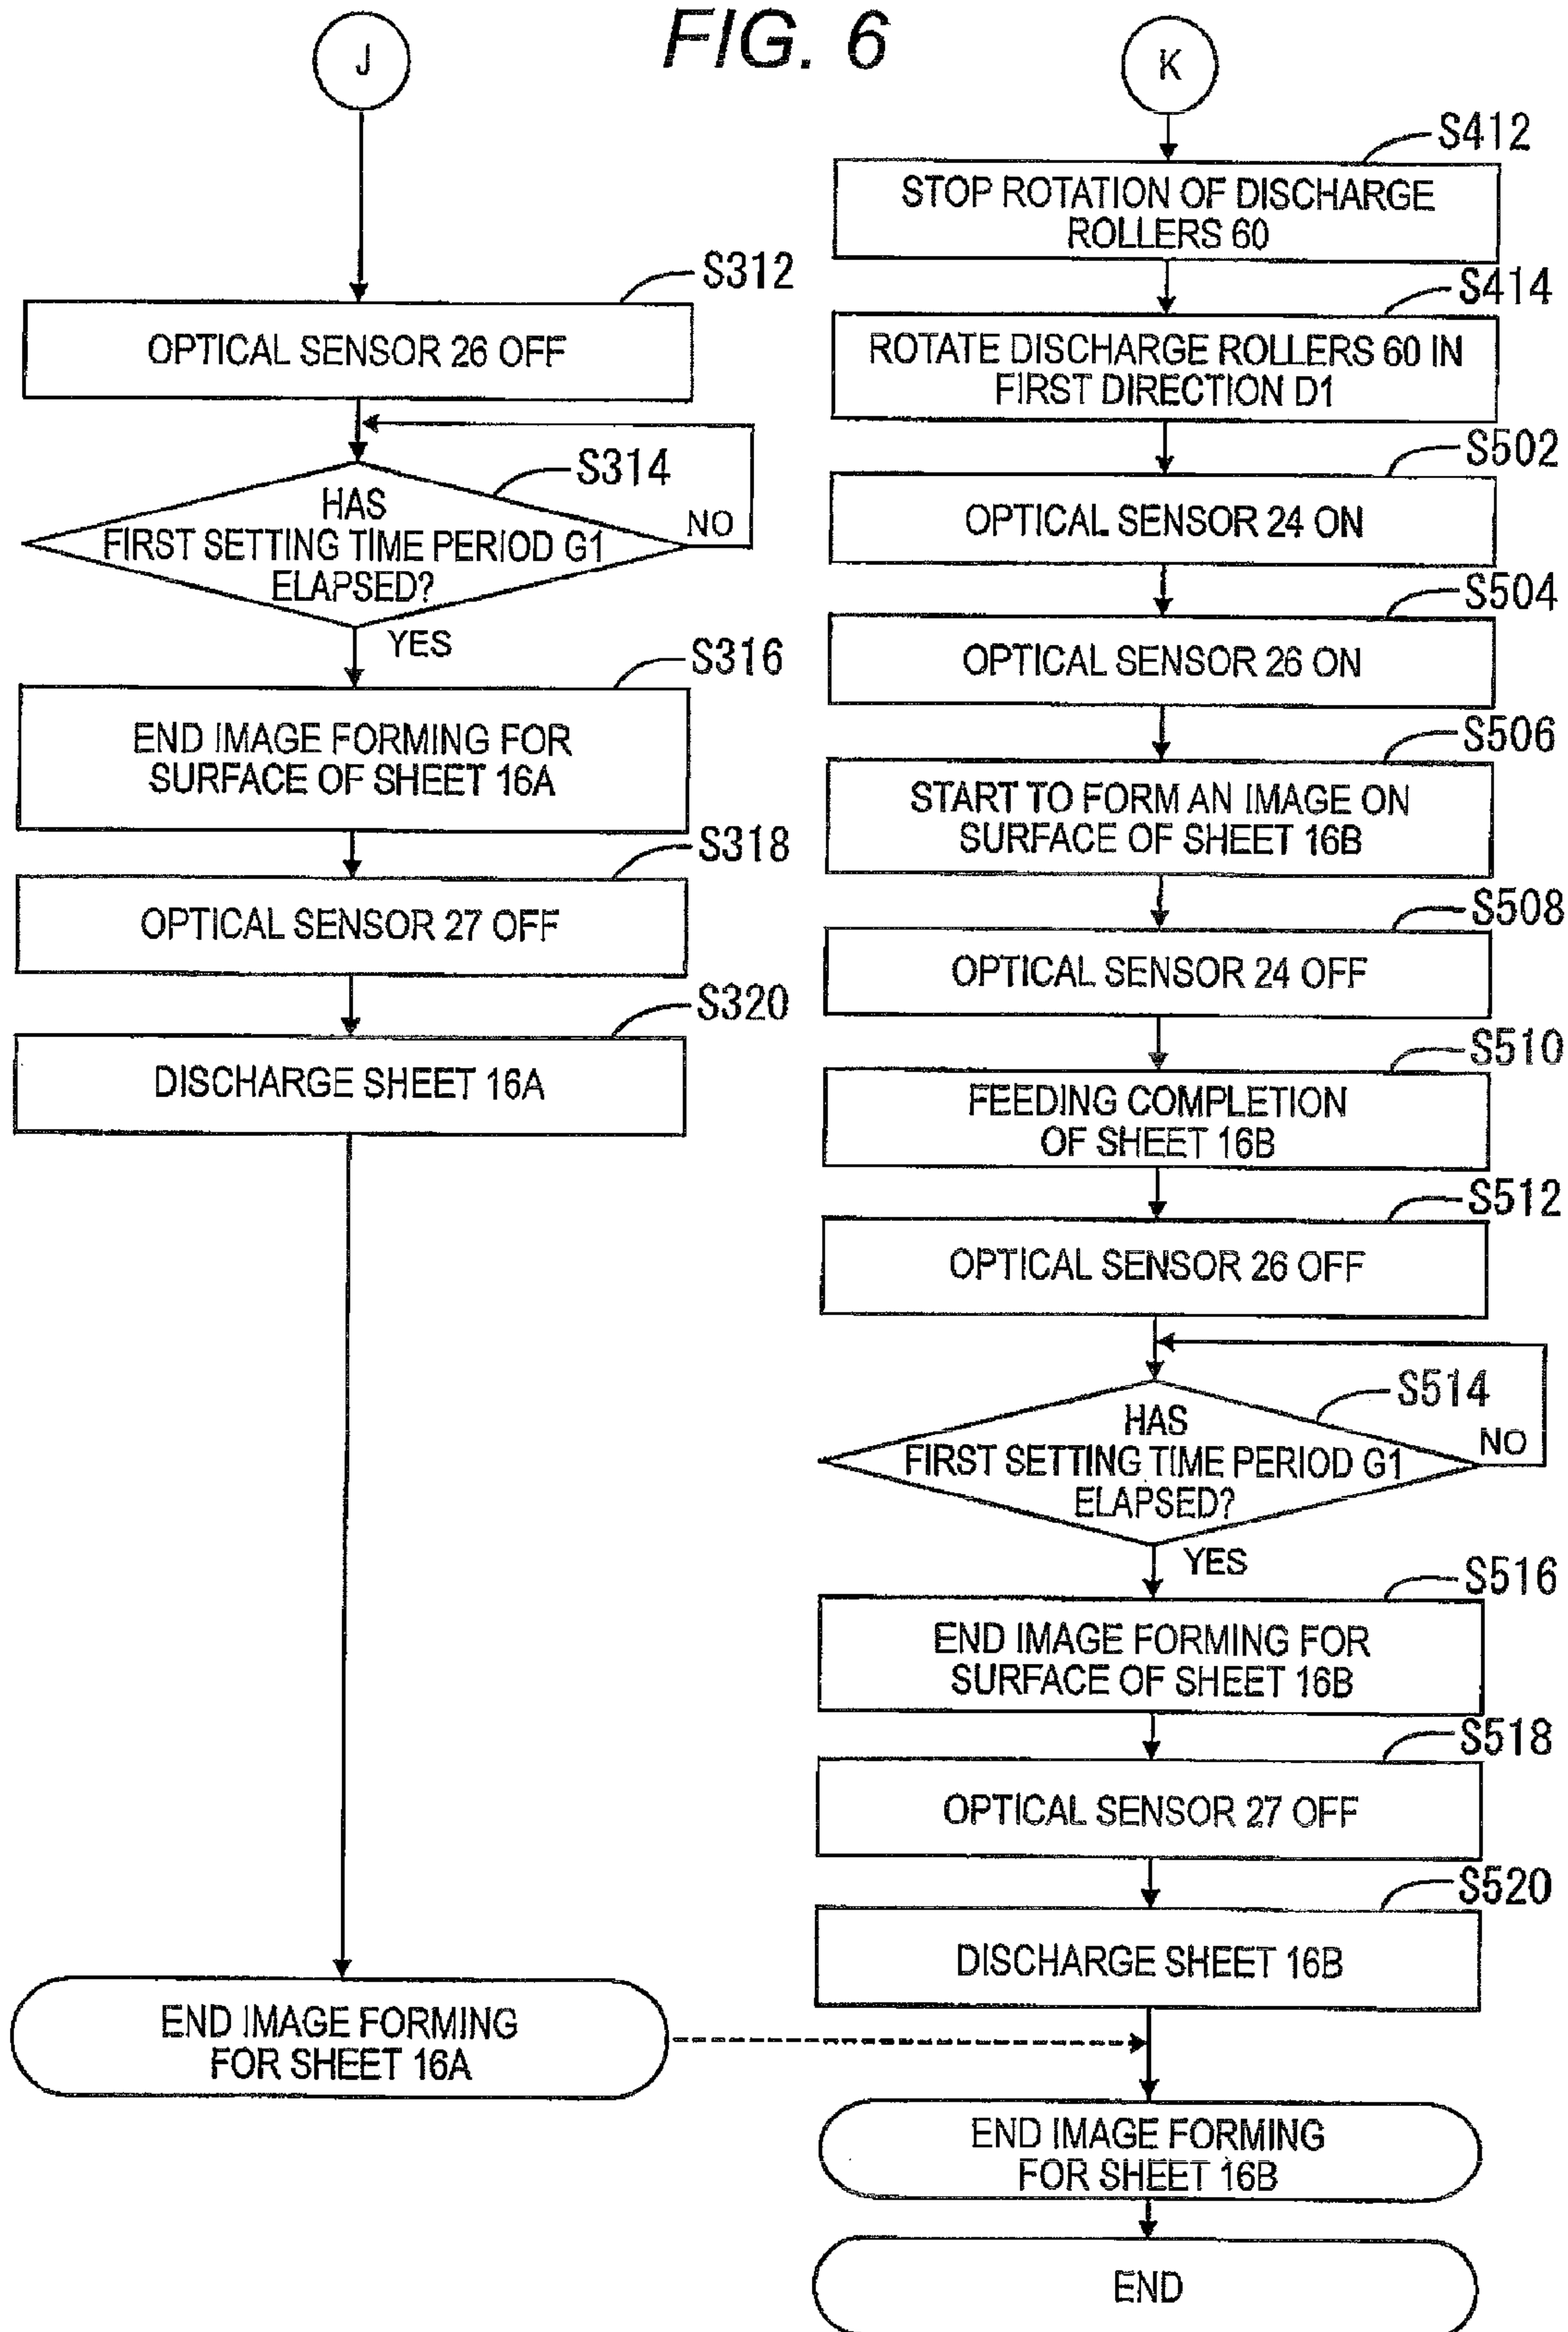 FIG. 6
J
S312
OPTICAL SENSOR 26 OFF
S314
HAS
FIRST SETTING TIME PERIOD G1
ELAPSED?
NO
YES
S316
END IMAGE FORMING FOR
SURFACE OF SHEET 16A
S318
OPTICAL SENSOR 27 OFF
S320
DISCHARGE SHEET 16A
END IMAGE FORMING
FOR SHEET 16A
K
S412
STOP ROTATION OF DISCHARGE
ROLLERS 60
S414
ROTATE DISCHARGE ROLLERS 60 IN
FIRST DIRECTION D1
S502
OPTICAL SENSOR 24 ON
S504
OPTICAL SENSOR 26 ON
S506
START TO FORM AN IMAGE ON
SURFACE OF SHEET 16B
S508
OPTICAL SENSOR 24 OFF
S510
FEEDING COMPLETION
OF SHEET 16B
S512
OPTICAL SENSOR 26 OFF
S514
HAS
FIRST SETTING TIME PERIOD G1
ELAPSED?
NO
YES
S516
END IMAGE FORMING FOR
SURFACE OF SHEET 16B
S518
OPTICAL SENSOR 27 OFF
S520
DISCHARGE SHEET 16B
END IMAGE FORMING
FOR SHEET 16B
END